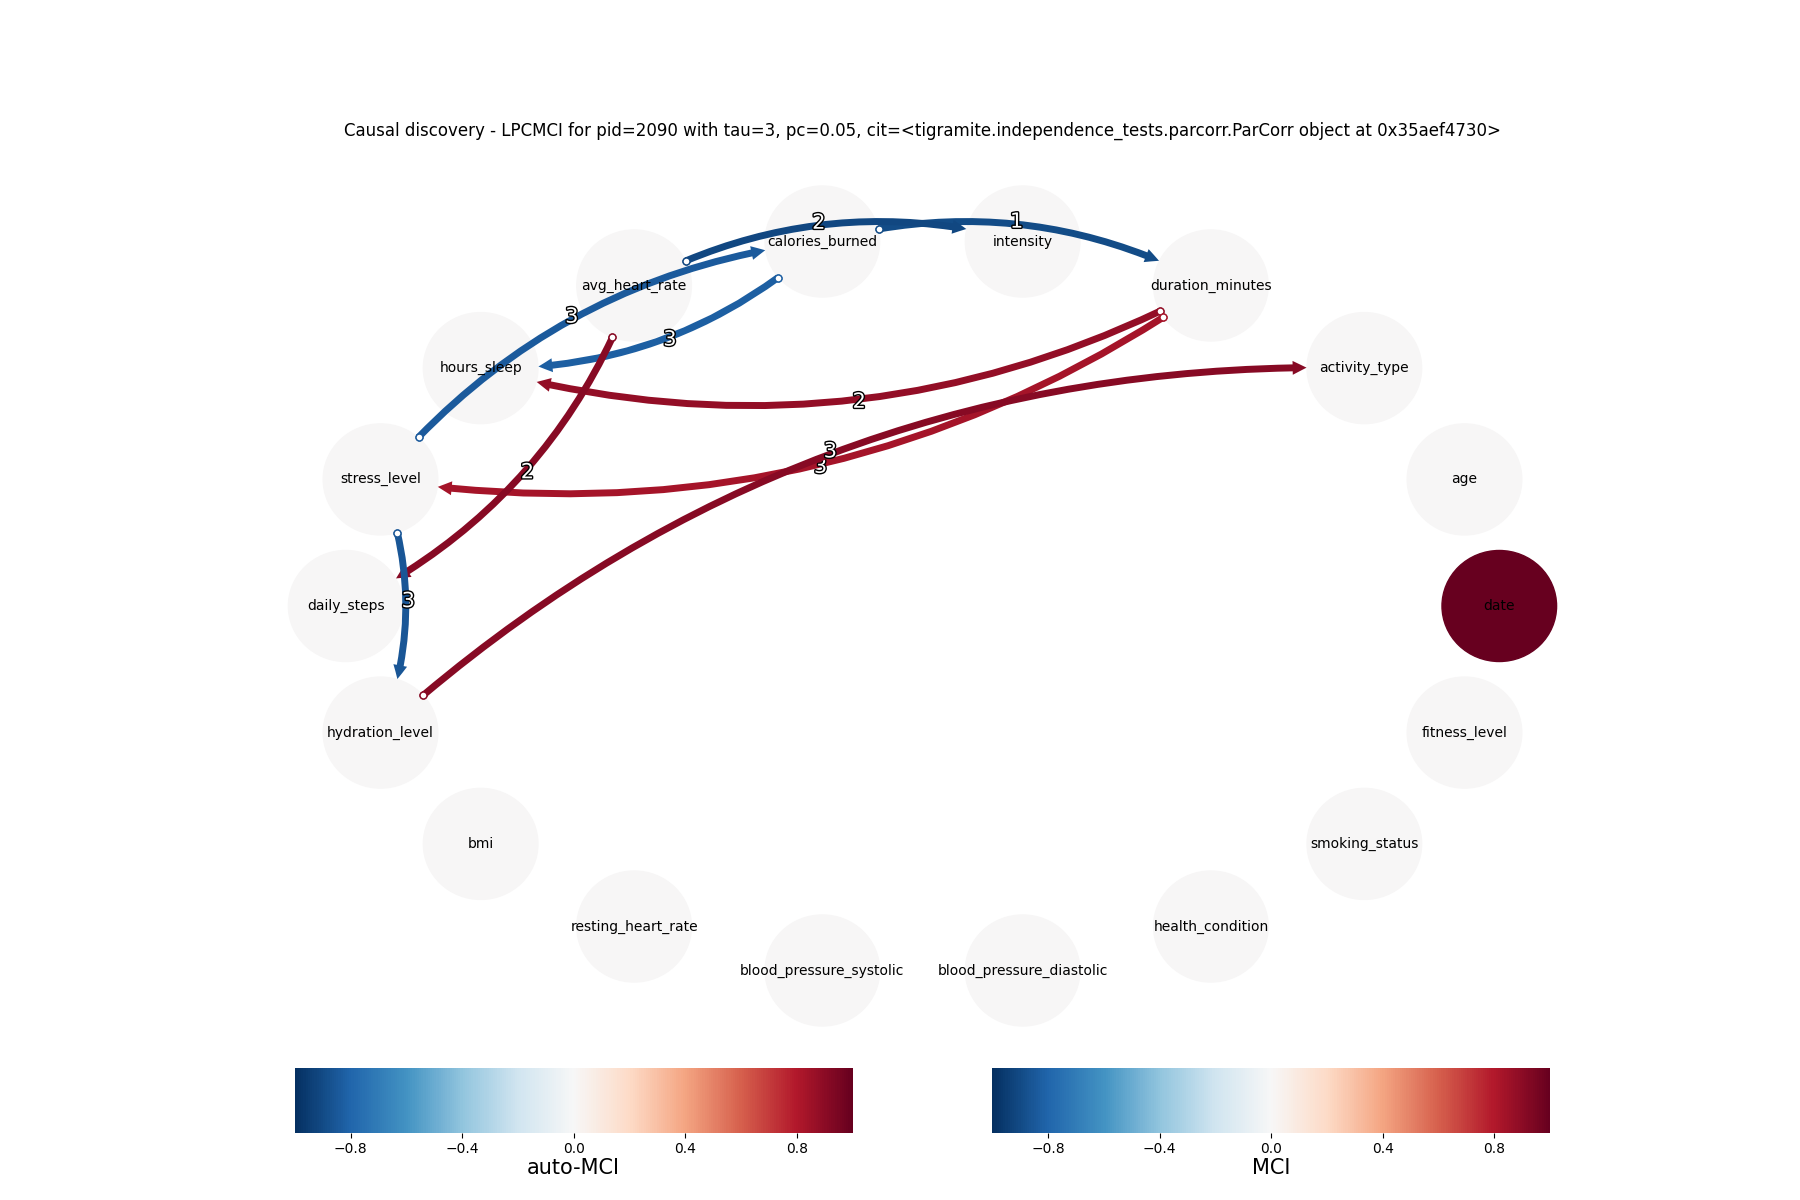 Causal discovery - LPCMCI for pid=2090 with tau=3, pc=0.05, cit=<tigramite.independence_tests.parcorr.ParCorr object at 0x35aef4730>
2
1
calories_burned
intensity
avg_heart_rate
duration_minutes
3
3
hours_sleep
activity_type
2
3
3
2
stress_level
age
3
daily_steps
date
hydration_level
fitness_level
bmi
smoking_status
resting_heart_rate
health_condition
blood_pressure_systolic
blood_pressure_diastolic
−0.8 −0.4 0.0 0.4 0.8
auto-MCI
−0.8 −0.4 0.0 0.4 0.8
MCI